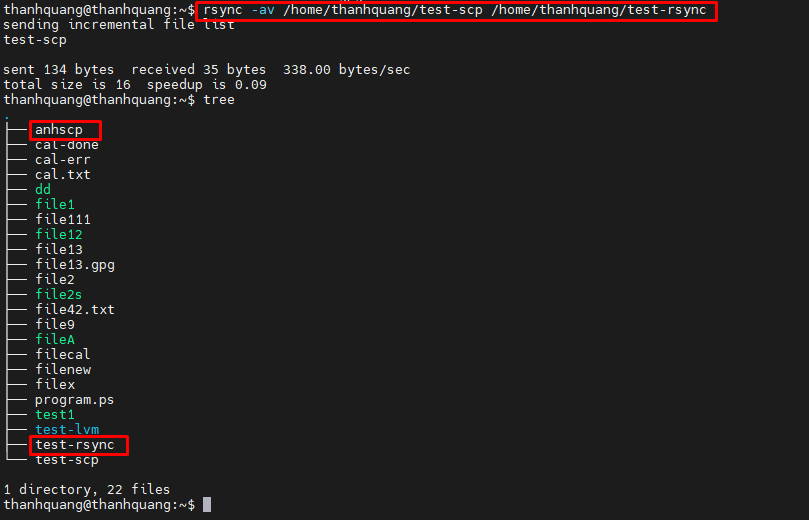 thanhquang@thanhquang:~$ rsync -av /home/thanhquang/test-scp /home/thanhquang/test-rsync
sending incremental file list
test-scp

sent 134 bytes  received 35 bytes  338.00 bytes/sec
total size is 16  speedup is 0.09
thanhquang@thanhquang:~$ tree
.
├── anhscp
├── cal-done
├── cal-err
├── cal.txt
├── dd
├── file1
├── file111
├── file12
├── file13
├── file13.gpg
├── file2
├── file2s
├── file42.txt
├── file9
├── fileA
├── filecal
├── filenew
├── filex
├── program.ps
├── test1
├── test-lvm
├── test-rsync
└── test-scp

1 directory, 22 files
thanhquang@thanhquang:~$